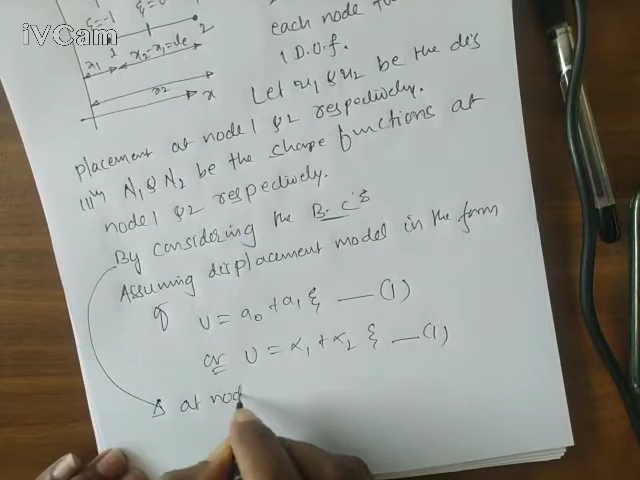 iVCam
ξ=-1
ξ=0
1
2
x₁
x₂-x₁=le
x₂
x
each node
1 D.O.f.
Let u₁ & u₂ be the dis
placement at node 1 & 2 respectively.
|||ly N₁ & N₂ be the shape functions at
node 1 & 2 respectively.
By considering the B.C's
Assuming displacement model in the form
of U = a₀ + a₁ ξ — (1)
or U = α₁ + α₂ ξ — (1)
at nod